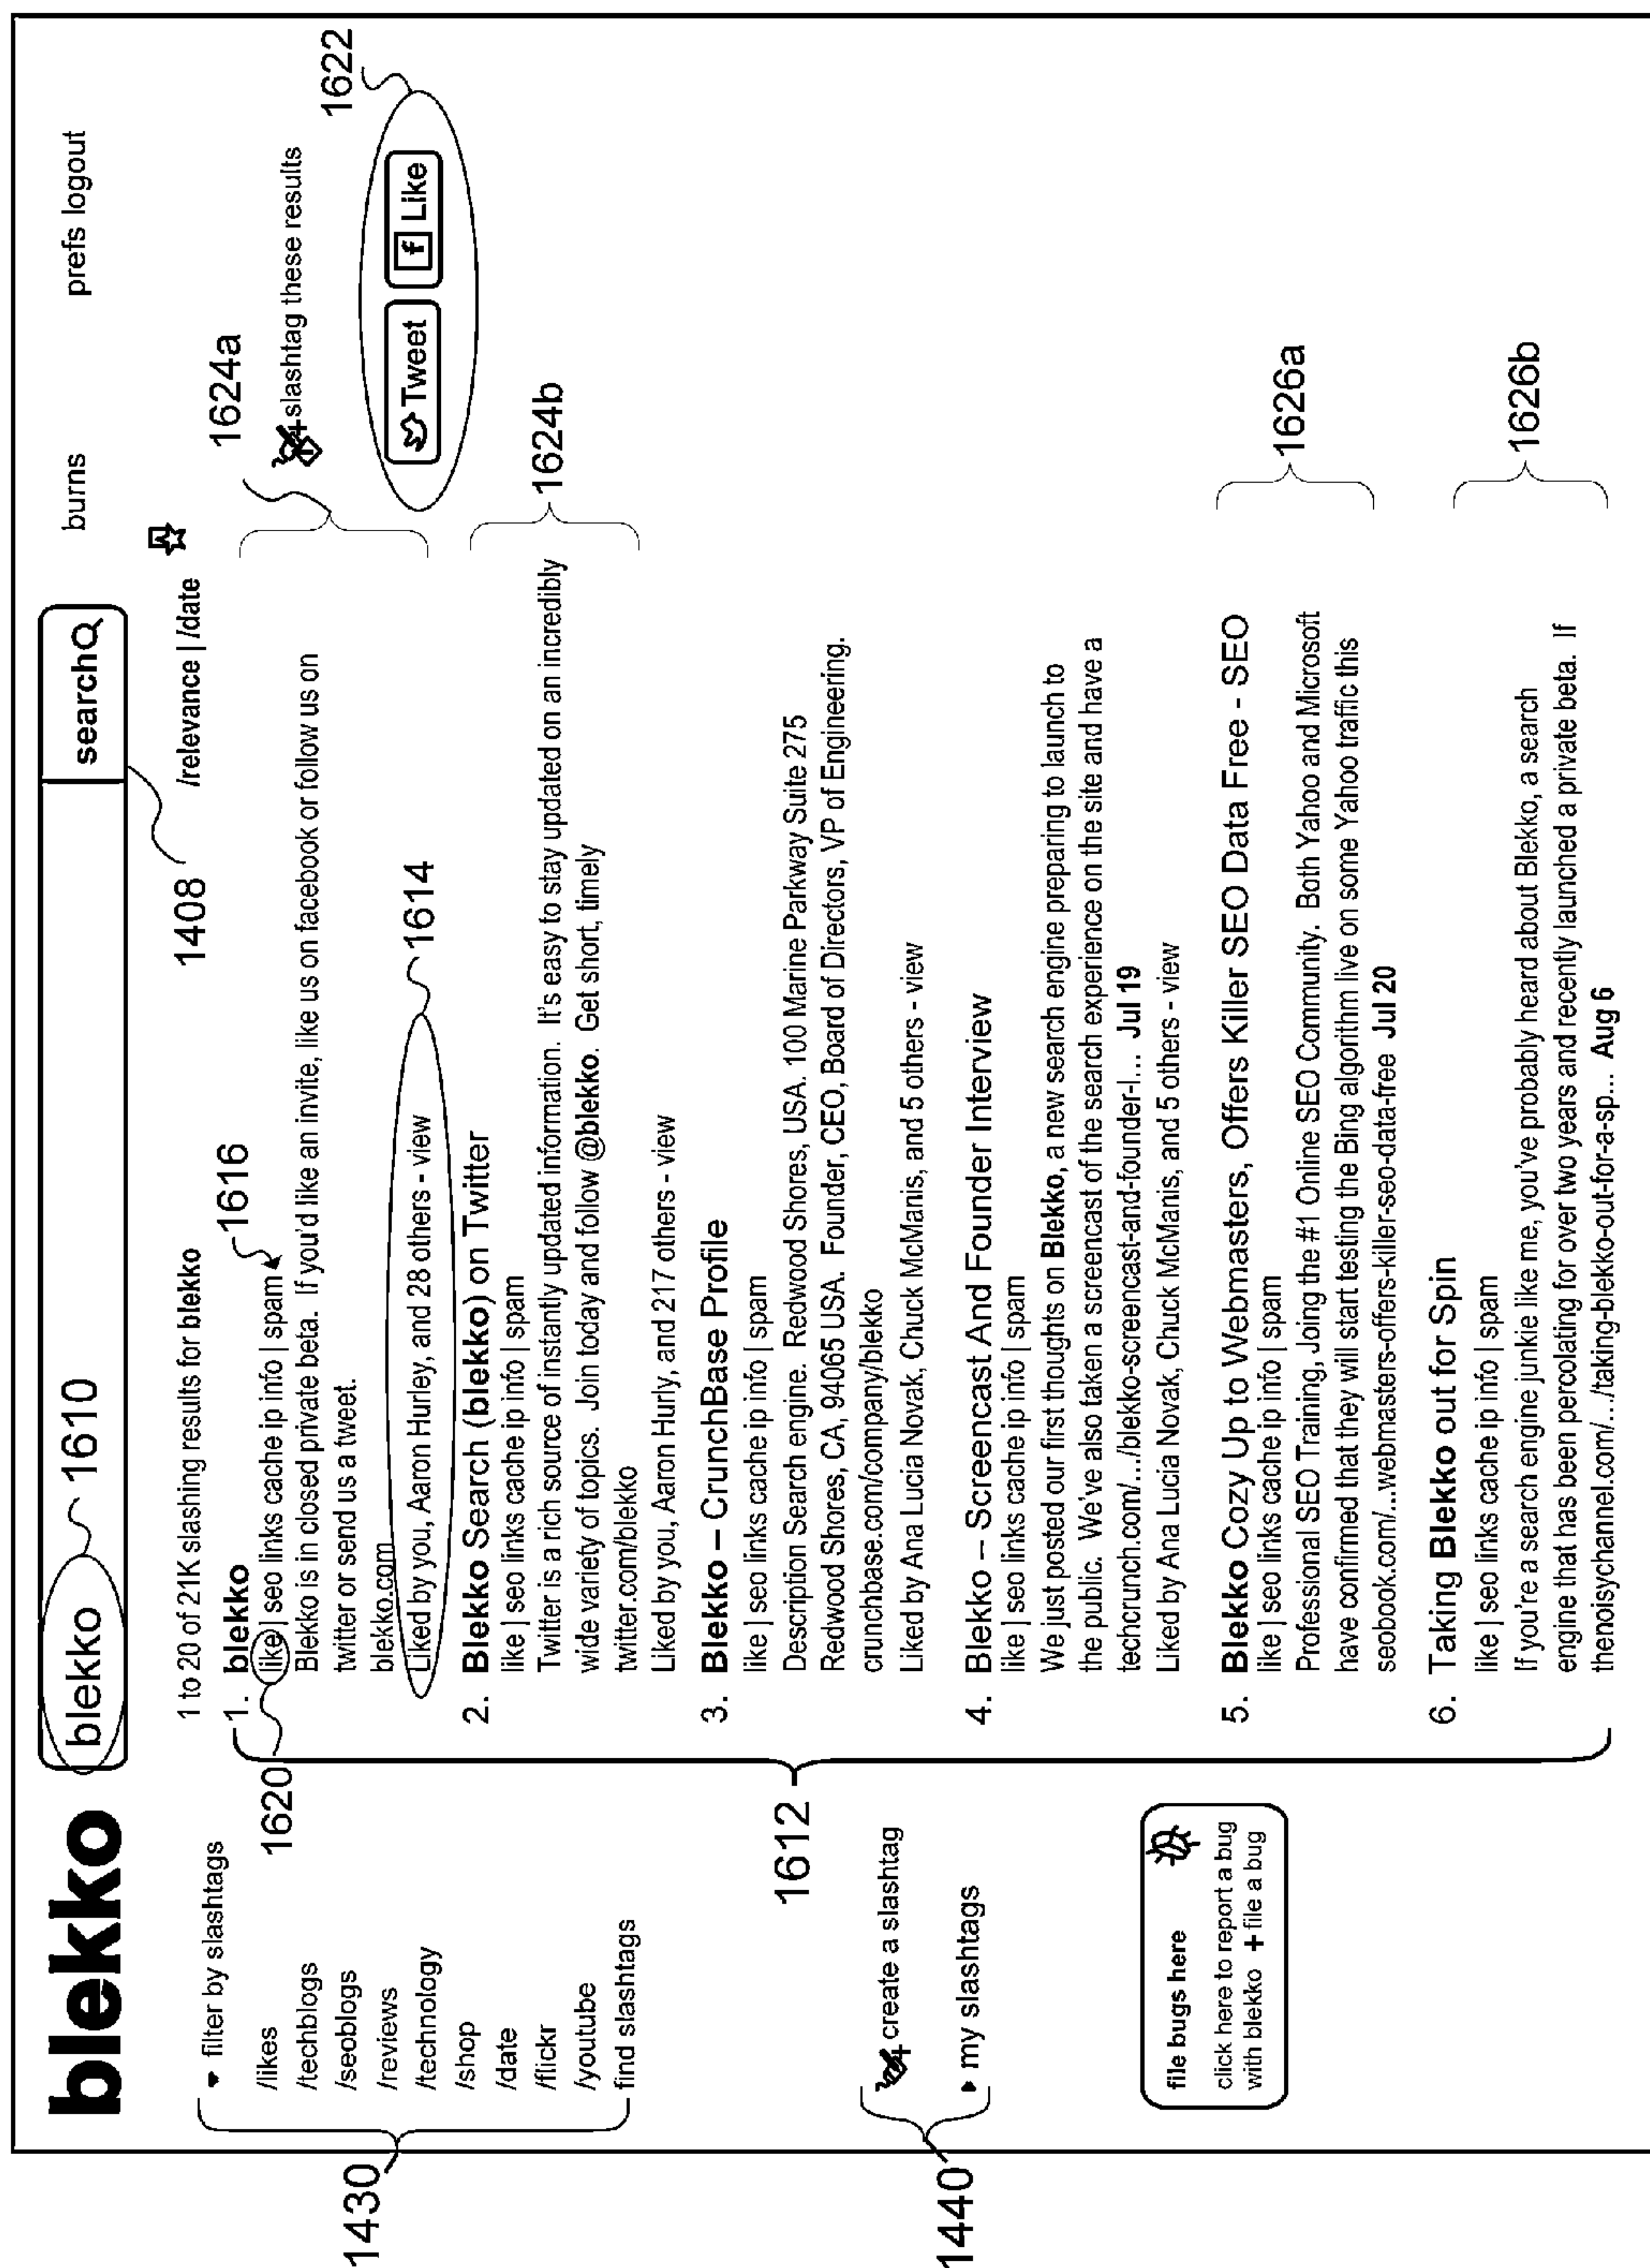 blekko
blekko
search
burns
prefs logout
1610
1408
1 to 20 of 21K slashing results for blekko
/relevance | /date
filter by slashtags
/likes
/techblogs
/seoblogs
/reviews
/technology
/shop
/date
/flickr
/youtube
find slashtags
1430
create a slashtag
my slashtags
1440
file bugs here
click here to report a bug
with blekko + file a bug
1620
1612
1616
1. blekko
like | seo links cache ip info | spam
Blekko is in closed private beta. If you'd like an invite, like us on facebook or follow us on
twitter or send us a tweet.
blekko.com
Liked by you, Aaron Hurley, and 28 others - view
1614
2. Blekko Search (blekko) on Twitter
like | seo links cache ip info | spam
Twitter is a rich source of instantly updated information. It's easy to stay updated on an incredibly
wide variety of topics. Join today and follow @blekko. Get short, timely
twitter.com/blekko
Liked by you, Aaron Hurly, and 217 others - view
3. Blekko – CrunchBase Profile
like | seo links cache ip info | spam
Description Search engine. Redwood Shores, USA. 100 Marine Parkway Suite 275
Redwood Shores, CA, 94065 USA. Founder, CEO, Board of Directors, VP of Engineering.
crunchbase.com/company/blekko
Liked by Ana Lucia Novak, Chuck McManis, and 5 others - view
4. Blekko – Screencast And Founder Interview
like | seo links cache ip info | spam
We just posted our first thoughts on Blekko, a new search engine preparing to launch to
the public. We've also taken a screencast of the search experience on the site and have a
techcrunch.com/.../blekko-screencast-and-founder-I... Jul 19
Liked by Ana Lucia Novak, Chuck McManis, and 5 others - view
5. Blekko Cozy Up to Webmasters, Offers Killer SEO Data Free - SEO
like | seo links cache ip info | spam
Professional SEO Training, Joing the #1 Online SEO Community. Both Yahoo and Microsoft
have confirmed that they will start testing the Bing algorithm live on some Yahoo traffic this
seobook.com/...webmasters-offers-killer-seo-data-free Jul 20
6. Taking Blekko out for Spin
like | seo links cache ip info | spam
If you're a search engine junkie like me, you've probably heard about Blekko, a search
engine that has been percolating for over two years and recently launched a private beta. If
thenoisychannel.com/.../taking-blekko-out-for-a-sp... Aug 6
1624a
slashtag these results
1622
Tweet
f Like
1624b
1626a
1626b